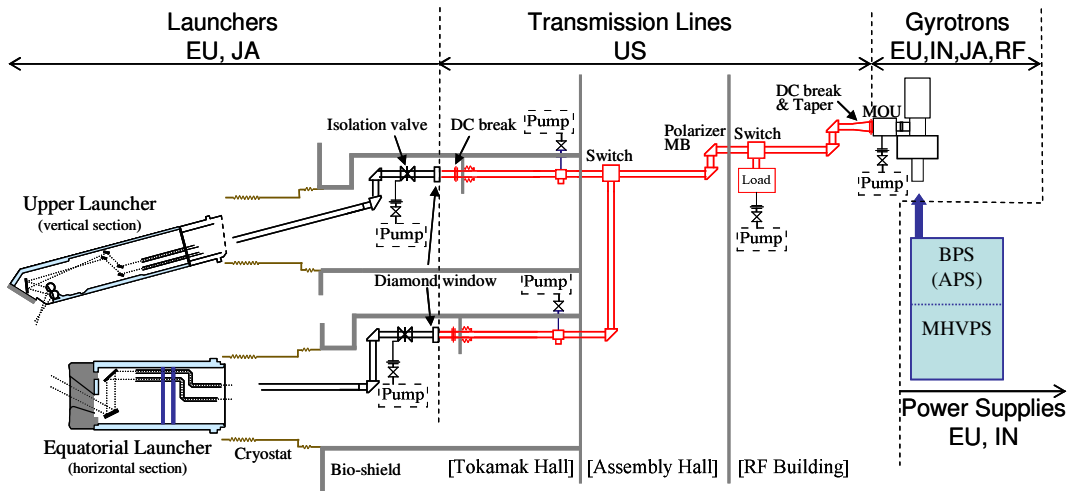 Launchers
EU, JA
Transmission Lines
US
Gyrotrons
EU,IN,JA,RF
DC break
& Taper
MOU
Isolation valve
DC break
Pump
Polarizer
MB
Switch
Switch
Load
Pump
Pump
Pump
Upper Launcher
(vertical section)
Diamond window
Pump
BPS
(APS)
MHVPS
Pump
Power Supplies
EU, IN
Equatorial Launcher
(horizontal section)
Cryostat
Bio-shield
[Tokamak Hall]
[Assembly Hall]
[RF Building]